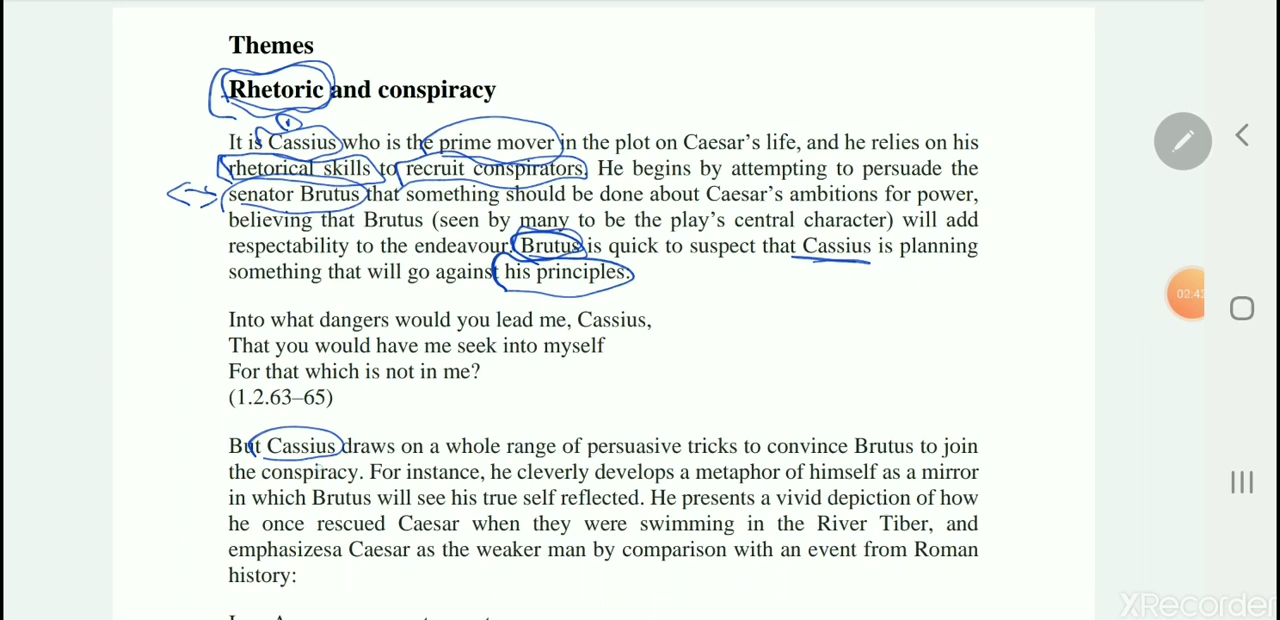 Themes
Rhetoric and conspiracy
It is Cassius who is the prime mover in the plot on Caesar's life, and he relies on his
rhetorical skills to recruit conspirators. He begins by attempting to persuade the
senator Brutus that something should be done about Caesar's ambitions for power,
believing that Brutus (seen by many to be the play's central character) will add
respectability to the endeavour. Brutus is quick to suspect that Cassius is planning
something that will go against his principles:
Into what dangers would you lead me, Cassius,
That you would have me seek into myself
For that which is not in me?
(1.2.63–65)
But Cassius draws on a whole range of persuasive tricks to convince Brutus to join
the conspiracy. For instance, he cleverly develops a metaphor of himself as a mirror
in which Brutus will see his true self reflected. He presents a vivid depiction of how
he once rescued Caesar when they were swimming in the River Tiber, and
emphasizesa Caesar as the weaker man by comparison with an event from Roman
history:
XRecorder